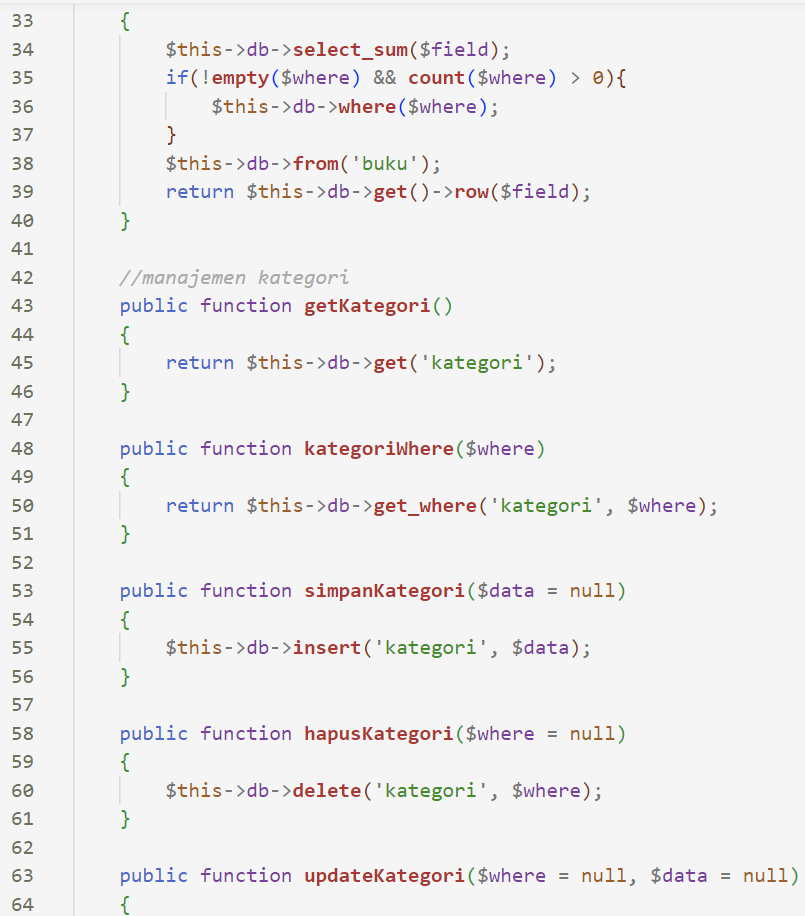 33 {
34 $this->db->select_sum($field);
35 if(!empty($where) && count($where) > 0){
36 $this->db->where($where);
37 }
38 $this->db->from('buku');
39 return $this->db->get()->row($field);
40 }
41
42 //manajemen kategori
43 public function getKategori()
44 {
45 return $this->db->get('kategori');
46 }
47
48 public function kategoriWhere($where)
49 {
50 return $this->db->get_where('kategori', $where);
51 }
52
53 public function simpanKategori($data = null)
54 {
55 $this->db->insert('kategori', $data);
56 }
57
58 public function hapusKategori($where = null)
59 {
60 $this->db->delete('kategori', $where);
61 }
62
63 public function updateKategori($where = null, $data = null)
64 {